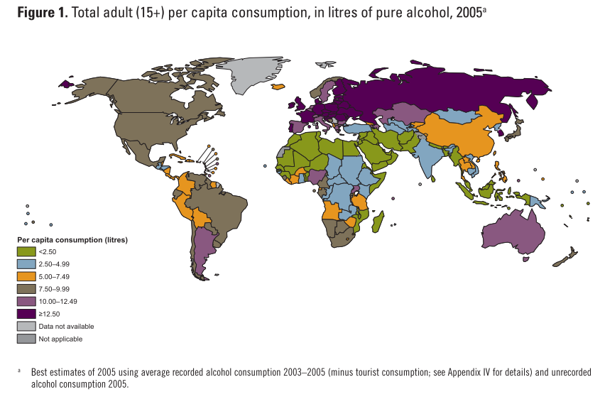 Figure 1. Total adult (15+) per capita consumption, in litres of pure alcohol, 2005ª
Per capita consumption (litres)
<2.50
2.50–4.99
5.00–7.49
7.50–9.99
10.00–12.49
≥12.50
Data not available
Not applicable
ª Best estimates of 2005 using average recorded alcohol consumption 2003–2005 (minus tourist consumption; see Appendix IV for details) and unrecorded
alcohol consumption 2005.